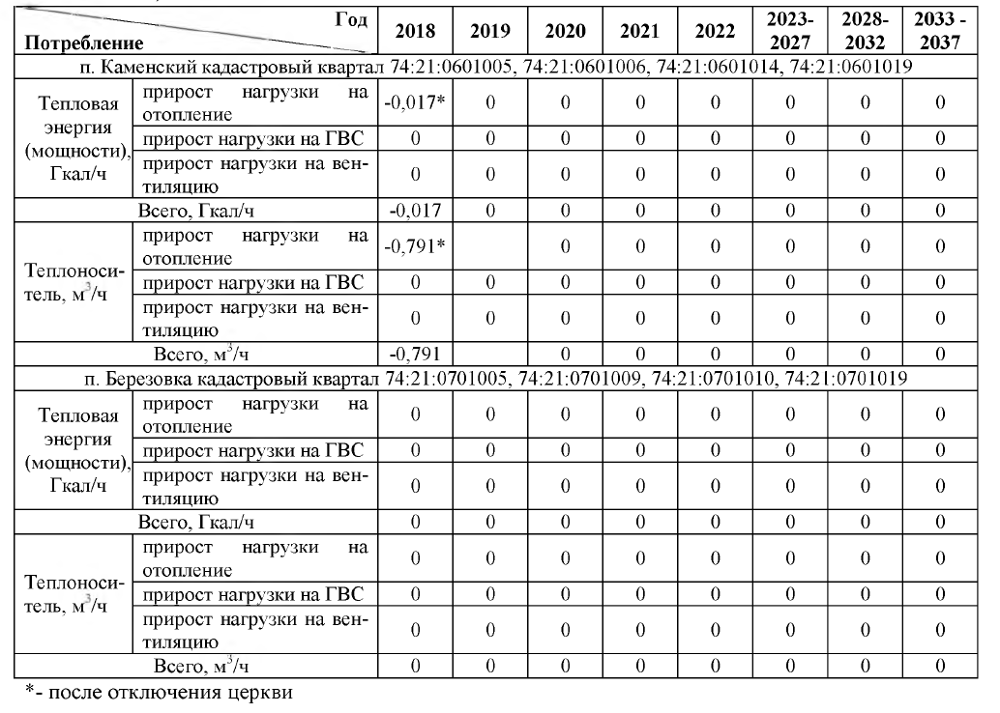 Год
Потребление 2018 2019 2020 2021 2022 2023-2027 2028-2032 2033 - 2037
п. Каменский кадастровый квартал 74:21:0601005, 74:21:0601006, 74:21:0601014, 74:21:0601019
Тепловая энергия (мощности), Гкал/ч
прирост нагрузки на отопление -0,017* 0 0 0 0 0 0 0
прирост нагрузки на ГВС 0 0 0 0 0 0 0 0
прирост нагрузки на вен-
тиляцию 0 0 0 0 0 0 0 0
Всего, Гкал/ч -0,017 0 0 0 0 0 0 0
Теплоноси-
тель, м³/ч
прирост нагрузки на отопление -0,791* 0 0 0 0 0 0
прирост нагрузки на ГВС 0 0 0 0 0 0 0 0
прирост нагрузки на вен-
тиляцию 0 0 0 0 0 0 0 0
Всего, м³/ч -0,791 0 0 0 0 0 0
п. Березовка кадастровый квартал 74:21:0701005, 74:21:0701009, 74:21:0701010, 74:21:0701019
Тепловая энергия (мощности), Гкал/ч
прирост нагрузки на отопление 0 0 0 0 0 0 0 0
прирост нагрузки на ГВС 0 0 0 0 0 0 0 0
прирост нагрузки на вен-
тиляцию 0 0 0 0 0 0 0 0
Всего, Гкал/ч 0 0 0 0 0 0 0 0
Теплоноси-
тель, м³/ч
прирост нагрузки на отопление 0 0 0 0 0 0 0 0
прирост нагрузки на ГВС 0 0 0 0 0 0 0 0
прирост нагрузки на вен-
тиляцию 0 0 0 0 0 0 0 0
Всего, м³/ч 0 0 0 0 0 0 0 0
*- после отключения церкви